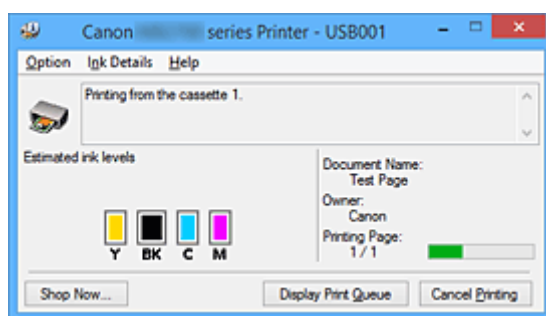 Canon series Printer - USB001
Option Ink Details Help
Printing from the cassette 1.
Estimated ink levels
Y BK C M
Document Name:
Test Page
Owner:
Canon
Printing Page:
1 / 1
Shop Now... Display Print Queue Cancel Printing